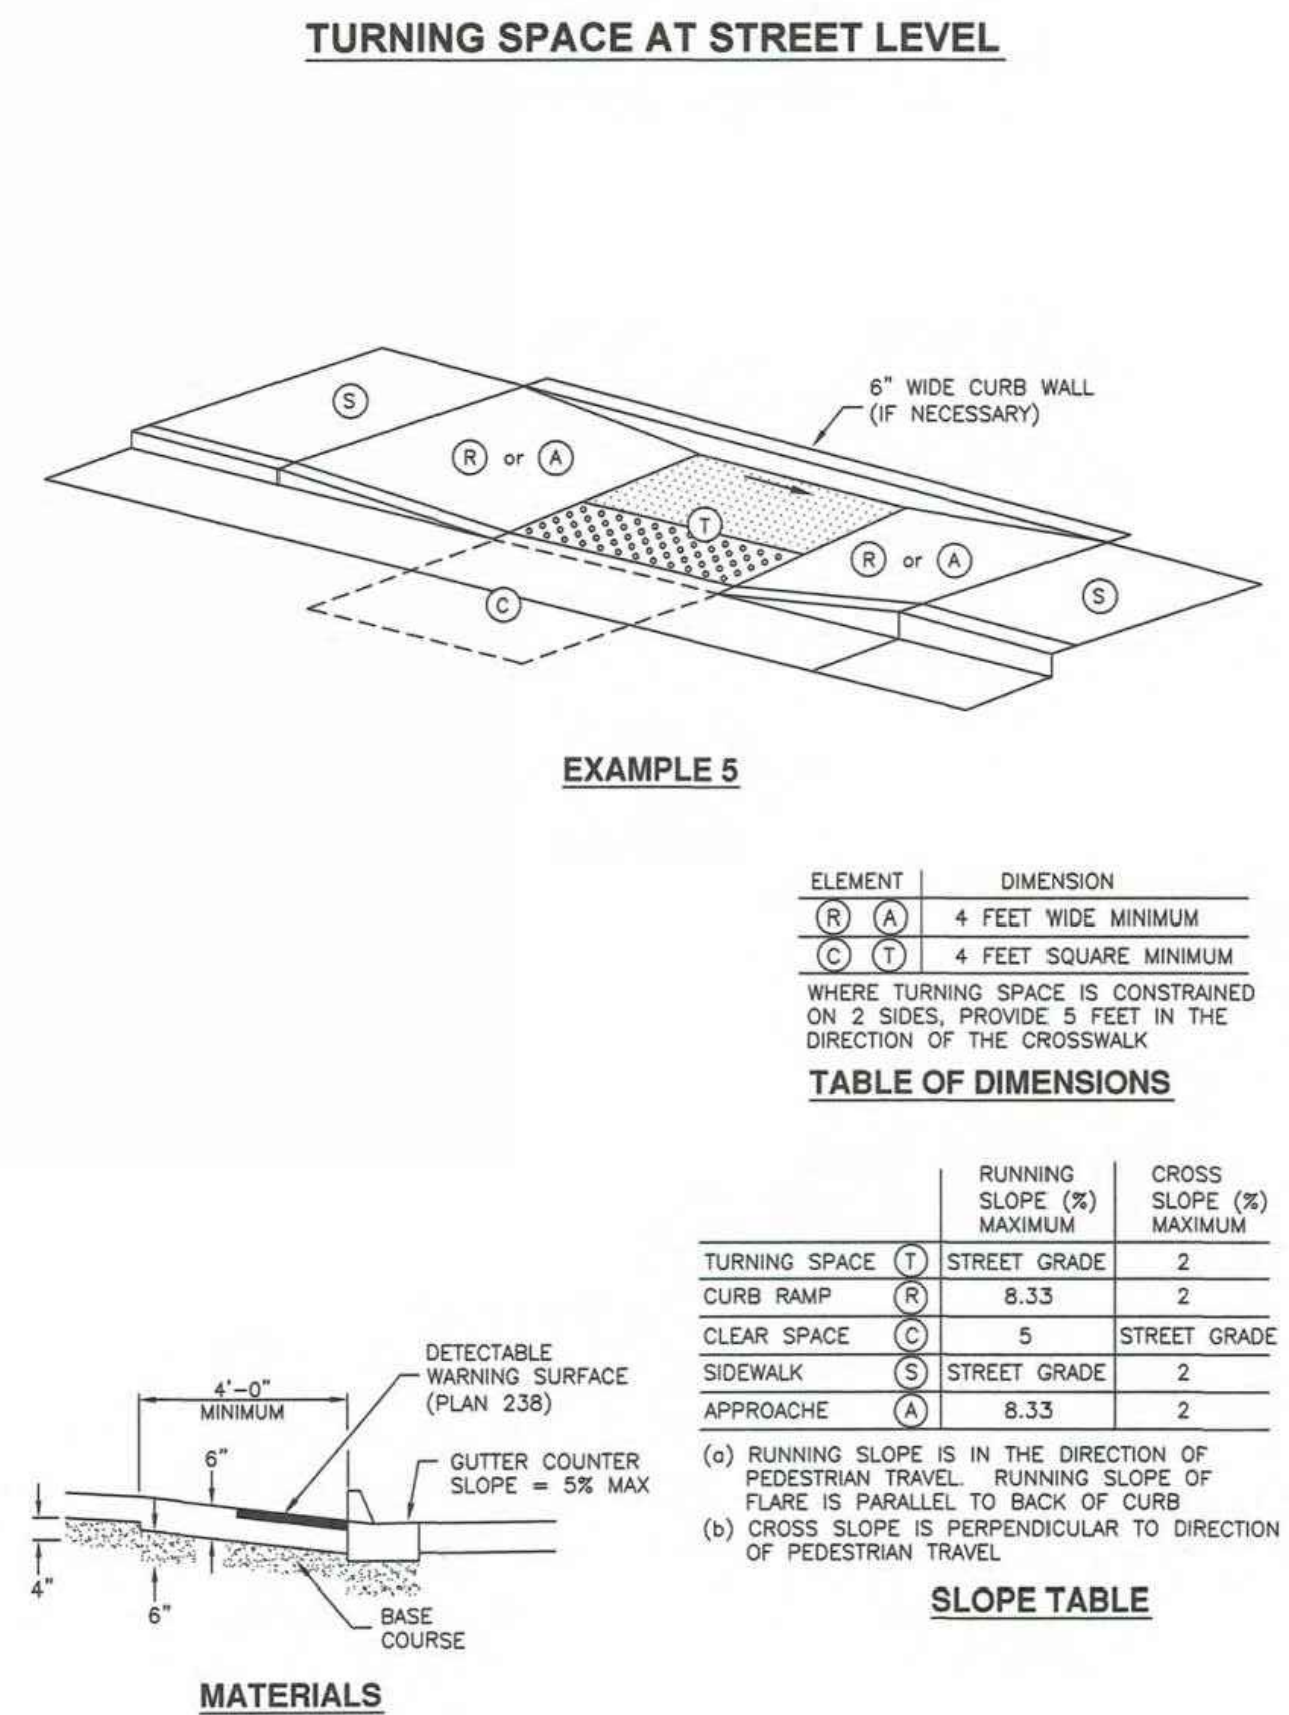 TURNING SPACE AT STREET LEVEL
6" WIDE CURB WALL
(IF NECESSARY)
S
R or A
T
R or A
S
C
EXAMPLE 5
ELEMENT DIMENSION
R A 4 FEET WIDE MINIMUM
C T 4 FEET SQUARE MINIMUM
WHERE TURNING SPACE IS CONSTRAINED
ON 2 SIDES, PROVIDE 5 FEET IN THE
DIRECTION OF THE CROSSWALK
TABLE OF DIMENSIONS
RUNNING
SLOPE (%)
MAXIMUM
CROSS
SLOPE (%)
MAXIMUM
TURNING SPACE T STREET GRADE 2
CURB RAMP R 8.33 2
CLEAR SPACE C 5 STREET GRADE
SIDEWALK S STREET GRADE 2
APPROACHE A 8.33 2
(a) RUNNING SLOPE IS IN THE DIRECTION OF
PEDESTRIAN TRAVEL. RUNNING SLOPE OF
FLARE IS PARALLEL TO BACK OF CURB
(b) CROSS SLOPE IS PERPENDICULAR TO DIRECTION
OF PEDESTRIAN TRAVEL
SLOPE TABLE
DETECTABLE
WARNING SURFACE
(PLAN 238)
4'-0"
MINIMUM
6"
GUTTER COUNTER
SLOPE = 5% MAX
4"
6"
BASE
COURSE
MATERIALS